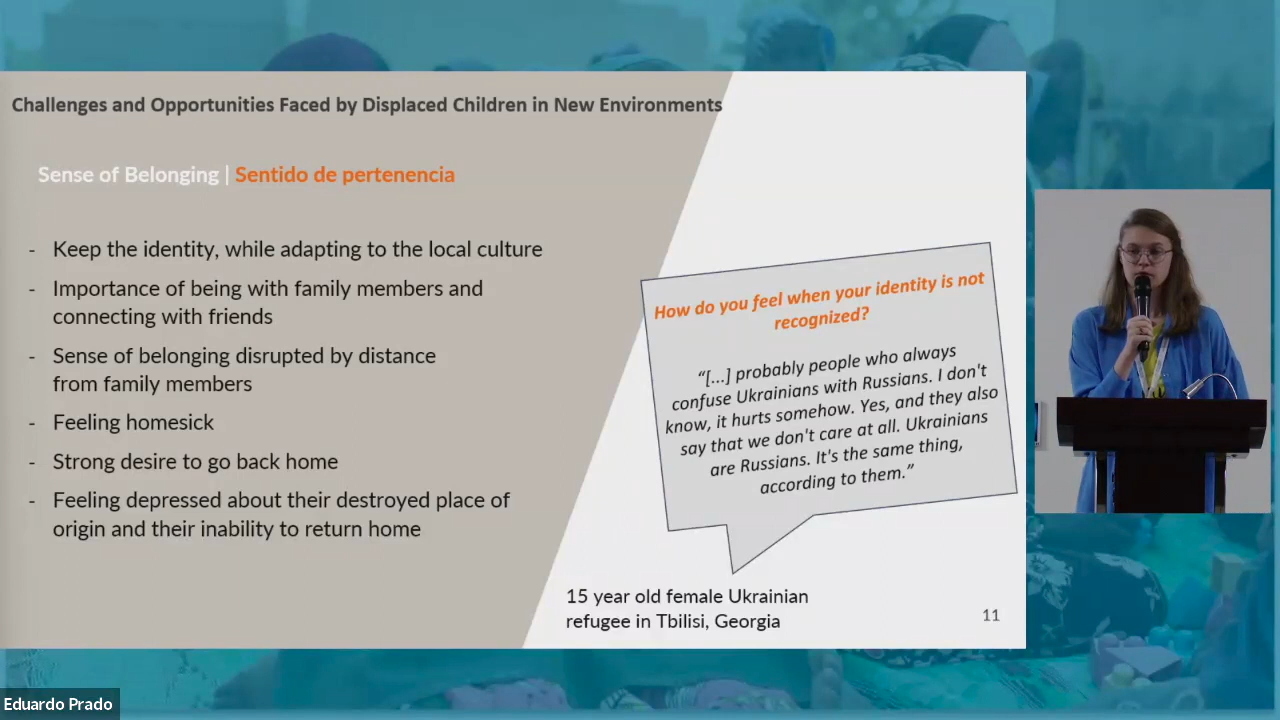 Challenges and Opportunities Faced by Displaced Children in New Environments
Sense of Belonging | Sentido de pertenencia
- Keep the identity, while adapting to the local culture
- Importance of being with family members and
connecting with friends
- Sense of belonging disrupted by distance
from family members
- Feeling homesick
- Strong desire to go back home
- Feeling depressed about their destroyed place of
origin and their inability to return home
How do you feel when your identity is not
recognized?
“[...] probably people who always
confuse Ukrainians with Russians. I don't
know, it hurts somehow. Yes, and they also
say that we don't care at all. Ukrainians
are Russians. It's the same thing,
according to them.”
15 year old female Ukrainian
refugee in Tbilisi, Georgia
11
Eduardo Prado